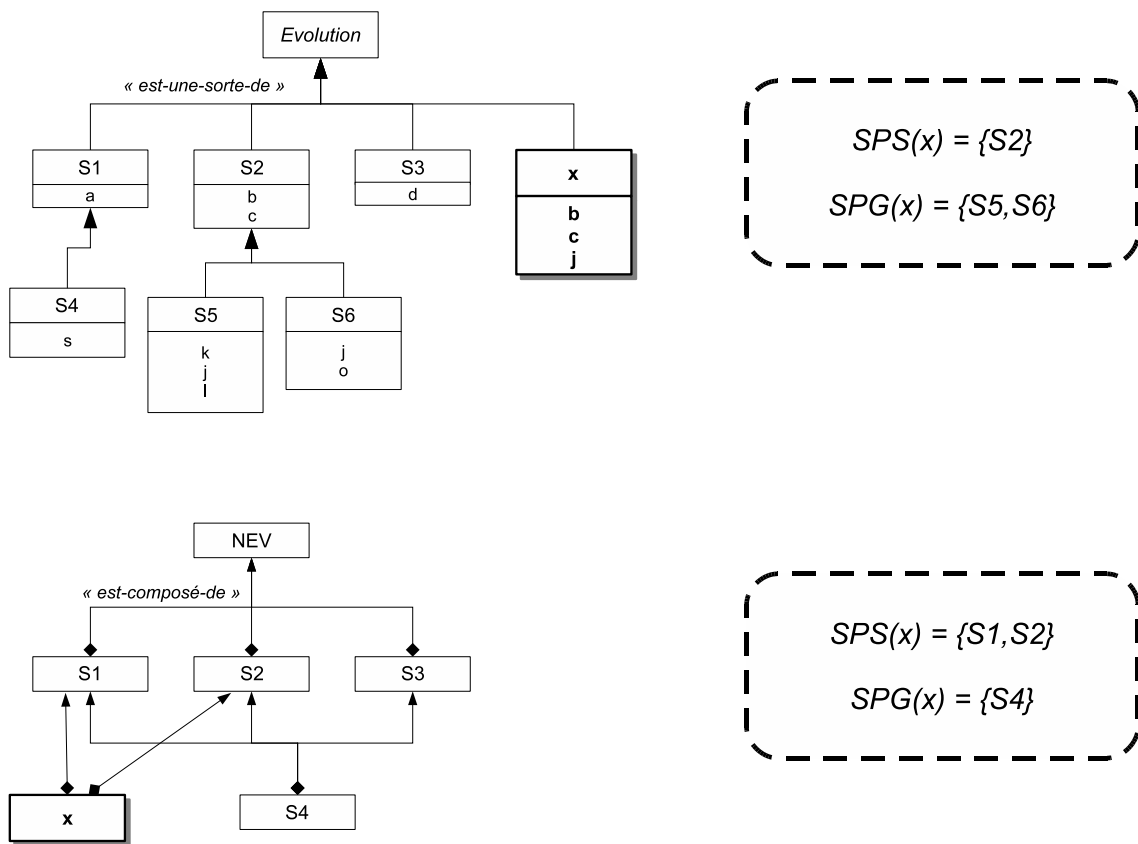 Evolution
« est-une-sorte-de »
S1
a
S2
b
c
S3
d
x
b
c
j
S4
s
S5
k
j
l
S6
j
o
SPS(x) = {S2}
SPG(x) = {S5,S6}
NEV
« est-composé-de »
S1
S2
S3
x
S4
SPS(x) = {S1,S2}
SPG(x) = {S4}